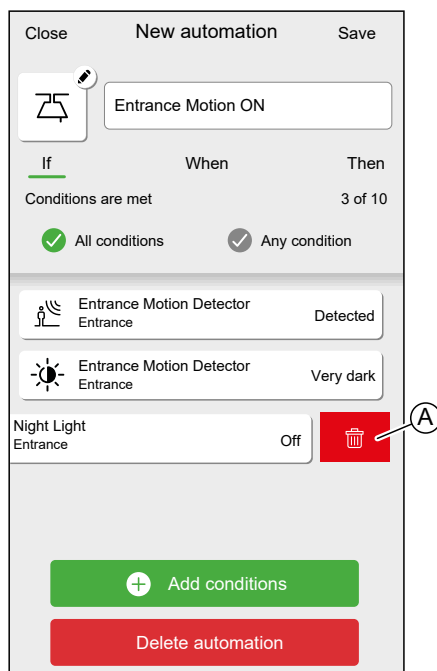 Close New automation Save
Entrance Motion ON
If When Then
Conditions are met 3 of 10
All conditions Any condition
Entrance Motion Detector
Entrance
Detected
Entrance Motion Detector
Entrance
Very dark
Night Light
Entrance
Off
A
Add conditions
Delete automation